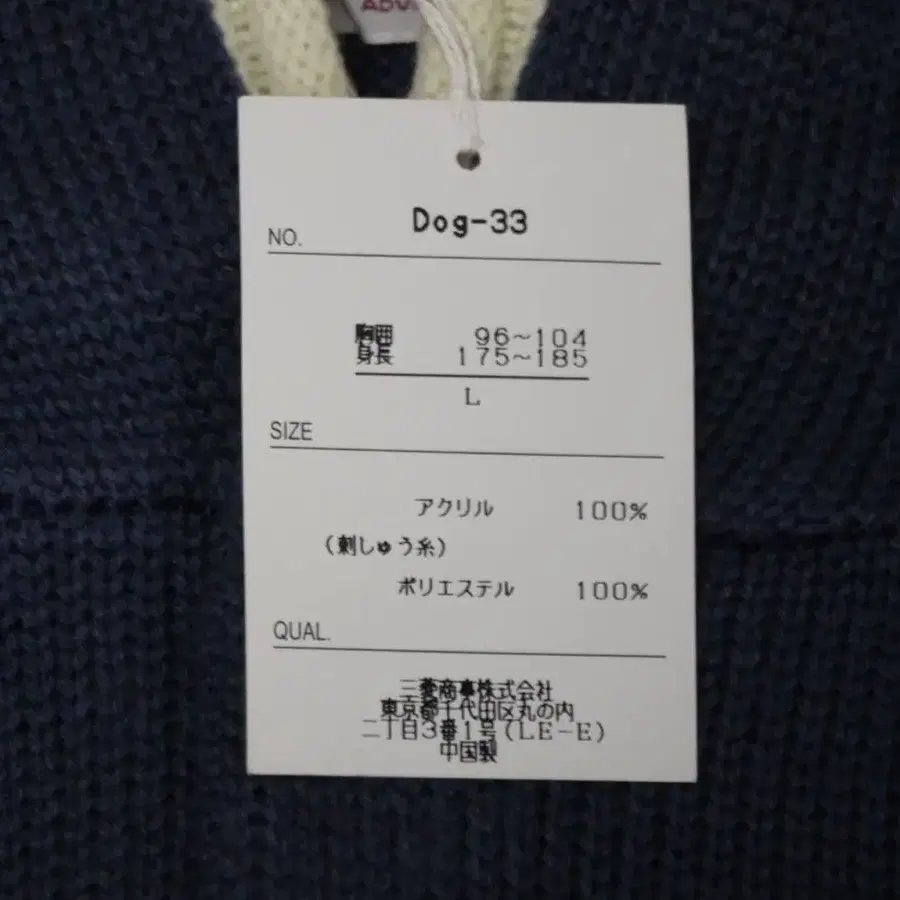 Dog-33
NO.
胸囲 96~104
身長 175~185
L
SIZE
アクリル 100%
(刺しゅう糸)
ポリエステル 100%
QUAL.
三菱商事株式会社
東京都千代田区丸の内
二丁目3番1号(LE-E)
中国製